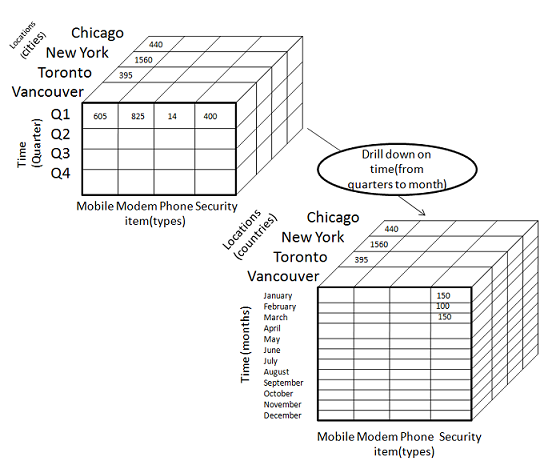 Locations
(cities)
Chicago
New York
Toronto
Vancouver
440
1560
395
Time
(Quarter)
Q1
Q2
Q3
Q4
605 825 14 400
Mobile Modem Phone Security
item(types)
Drill down on
time(from
quarters to month)
Locations
(countries)
Chicago
New York
Toronto
Vancouver
440
1560
395
Time (months)
January 150
February 100
March 150
April
May
June
July
August
September
October
November
December
Mobile Modem Phone Security
item(types)